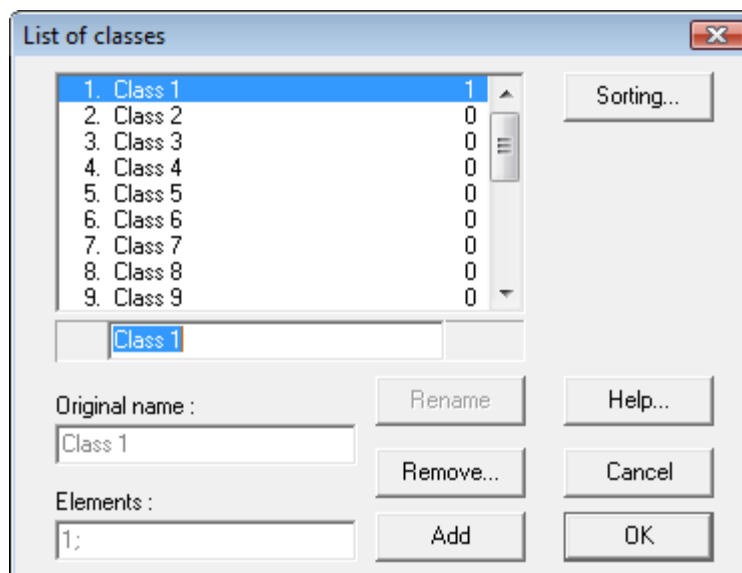 List of classes
1. Class 1 1
2. Class 2 0
3. Class 3 0
4. Class 4 0
5. Class 5 0
6. Class 6 0
7. Class 7 0
8. Class 8 0
9. Class 9 0
Sorting...
Class 1
Original name :
Class 1
Rename
Help...
Remove...
Cancel
Elements :
1;
Add
OK